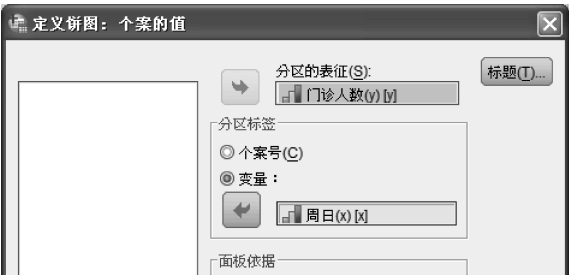 定义饼图：个案的值
分区的表征(S):
门诊人数(y) [y]
标题(T)...
分区标签
个案号(C)
变量：
周日(x) [x]
面板依据